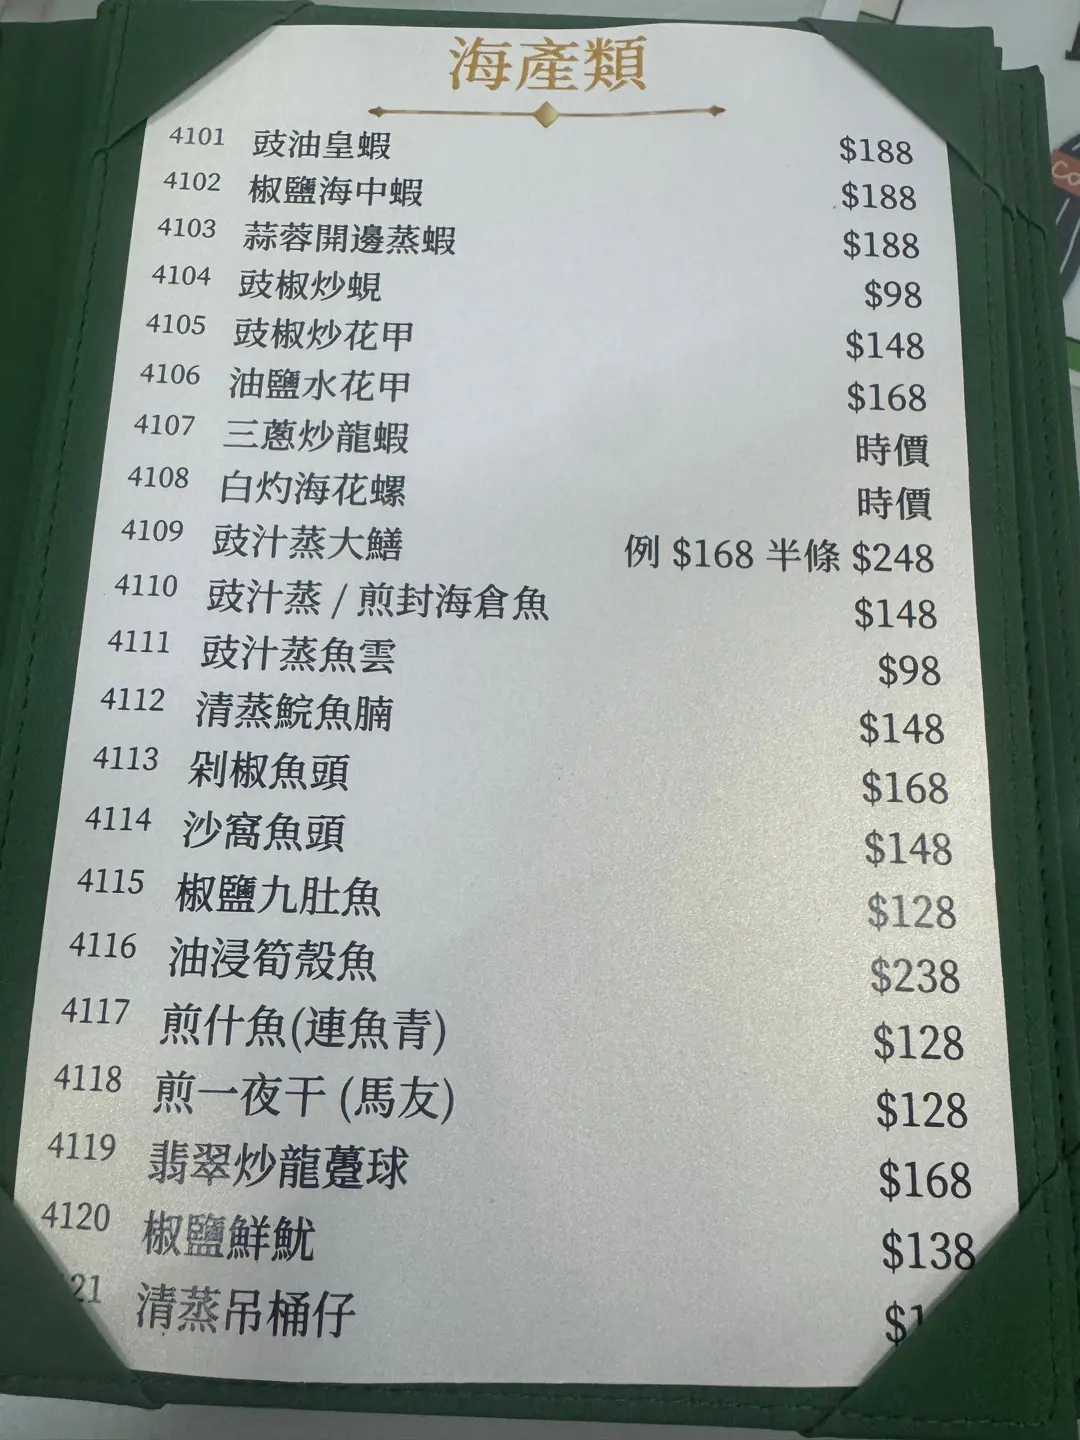 海產類
4101 豉油皇蝦 $188
4102 椒鹽海中蝦 $188
4103 蒜蓉開邊蒸蝦 $188
4104 豉椒炒蜆 $98
4105 豉椒炒花甲 $148
4106 油鹽水花甲 $168
4107 三蔥炒龍蝦 時價
4108 白灼海花螺 時價
4109 豉汁蒸大鱔 例 $168 半條 $248
4110 豉汁蒸 / 煎封海倉魚 $148
4111 豉汁蒸魚雲 $98
4112 清蒸鯇魚腩 $148
4113 剁椒魚頭 $168
4114 沙窩魚頭 $148
4115 椒鹽九肚魚 $128
4116 油浸筍殼魚 $238
4117 煎什魚(連魚青) $128
4118 煎一夜干 (馬友) $128
4119 翡翠炒龍躉球 $168
4120 椒鹽鮮魷 $138
21 清蒸吊桶仔 $1